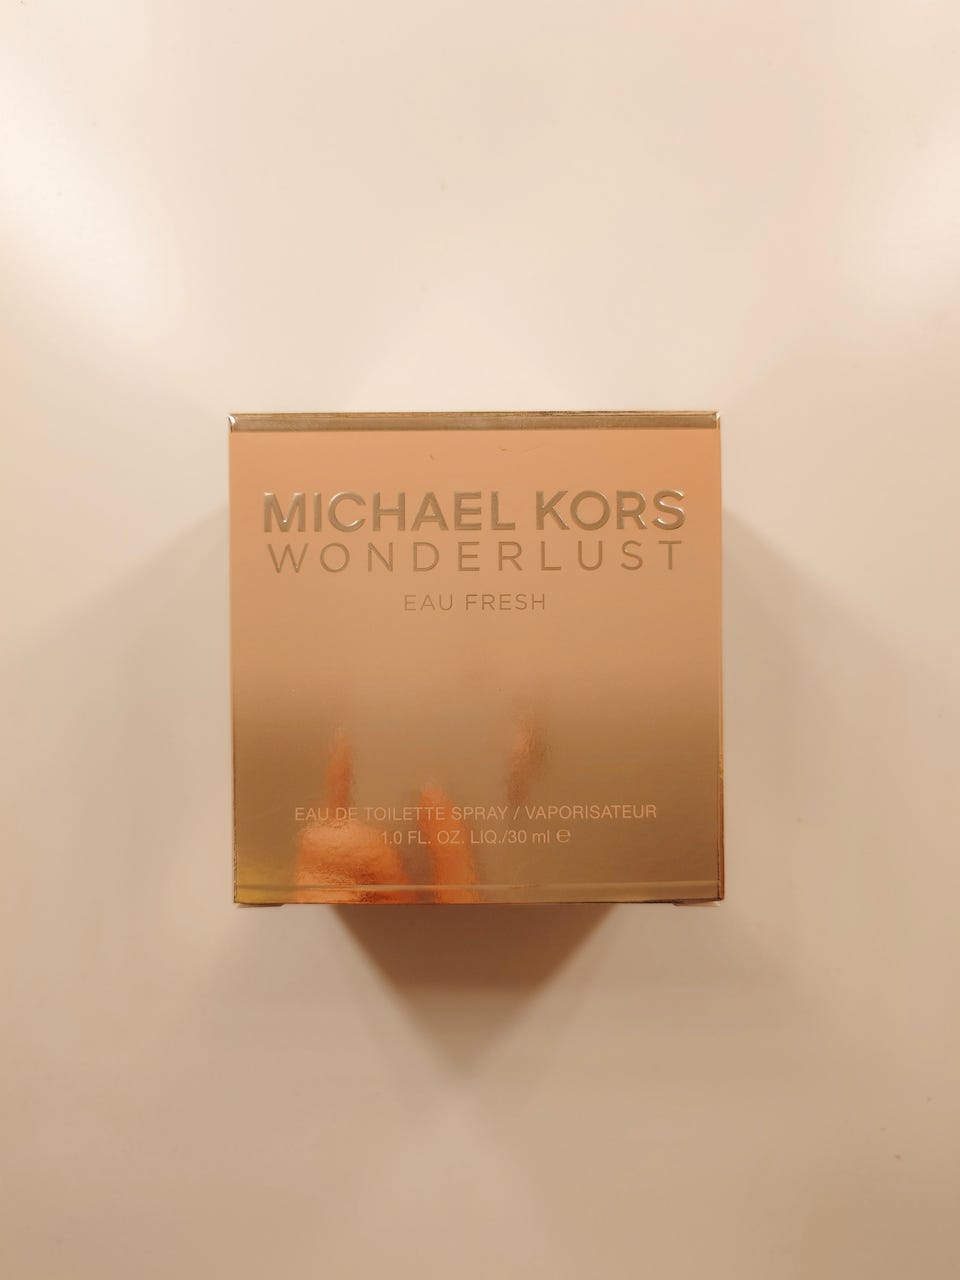 MICHAEL KORS
WONDERLUST
EAU FRESH
EAU DE TOILETTE SPRAY / VAPORISATEUR
1.0 FL. OZ. LIQ./30 ml ℮